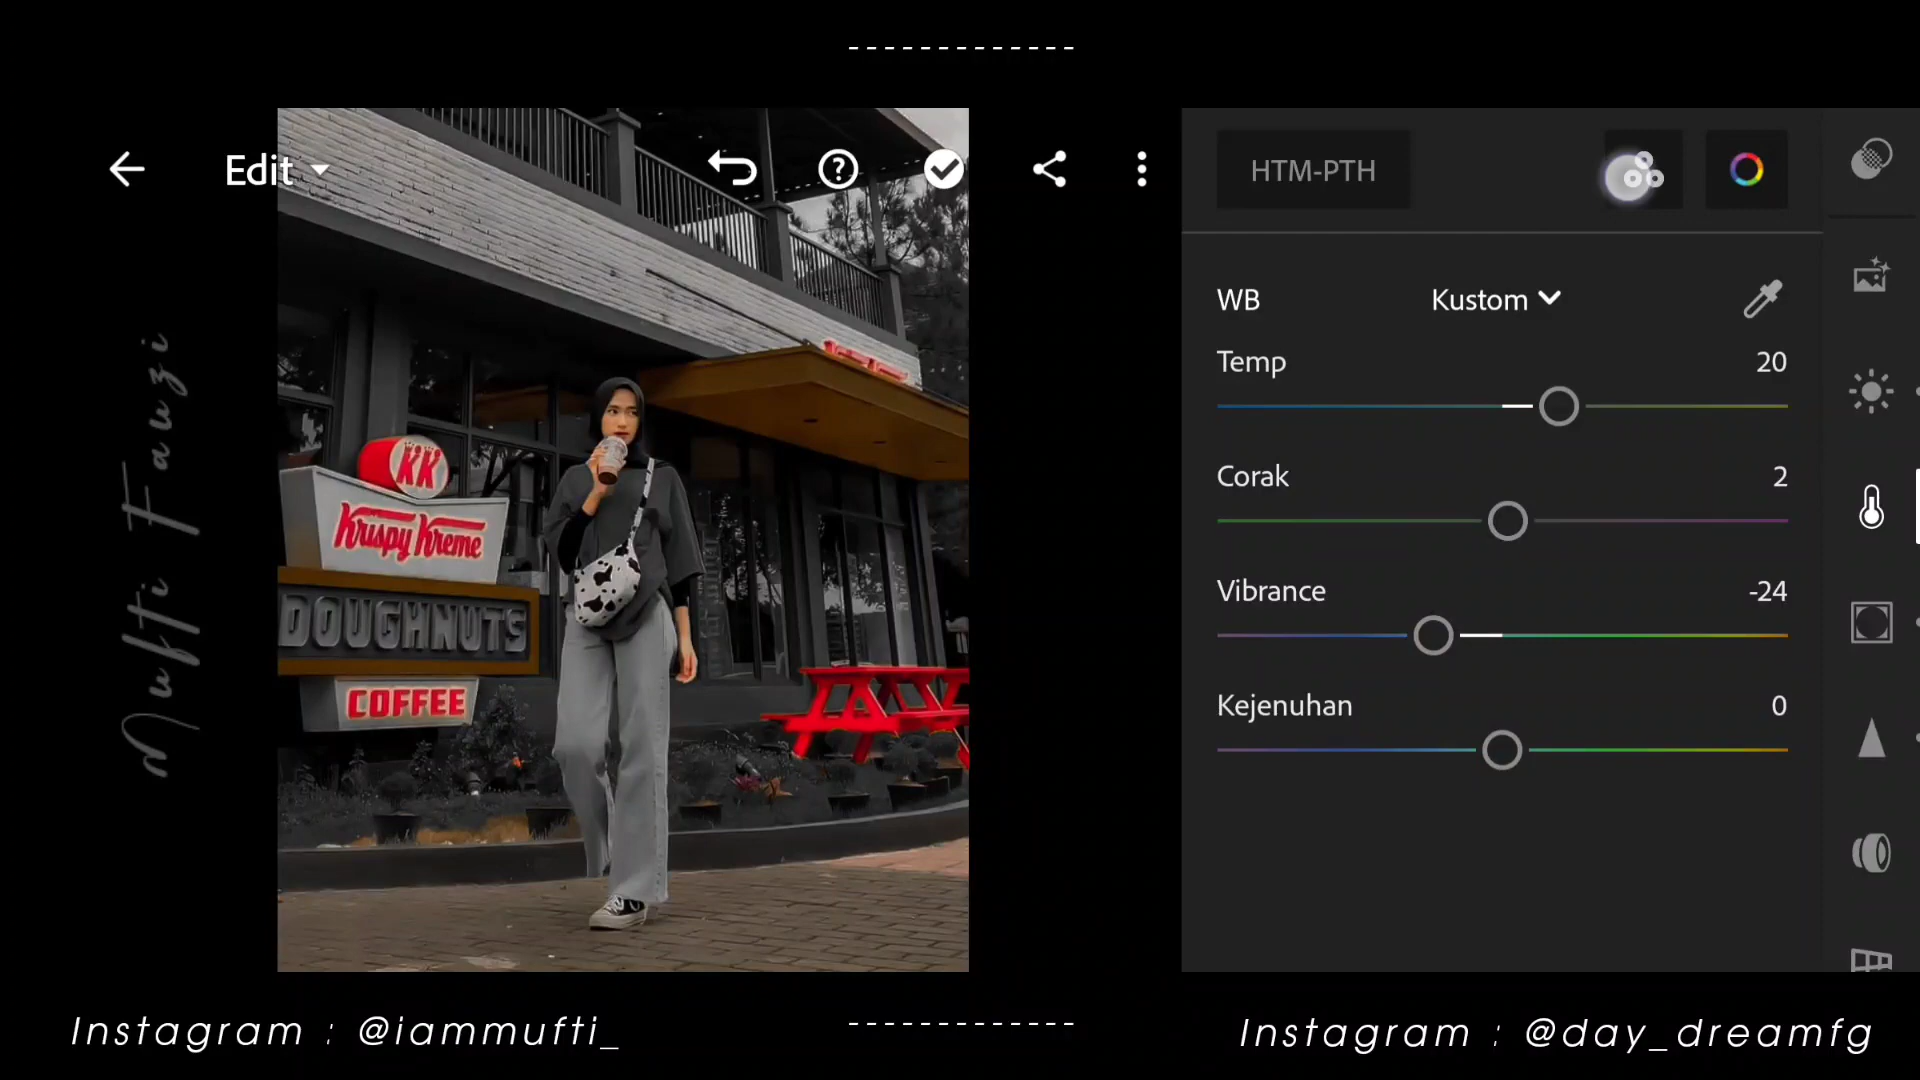 Edit
HTM-PTH
WB
Kustom
Temp
20
Corak
2
Vibrance
-24
Kejenuhan
0
KK
Krispy Kreme
DOUGHNUTS
COFFEE
Mufti Fauzi
Instagram : @iammufti_
Instagram : @day_dreamfg